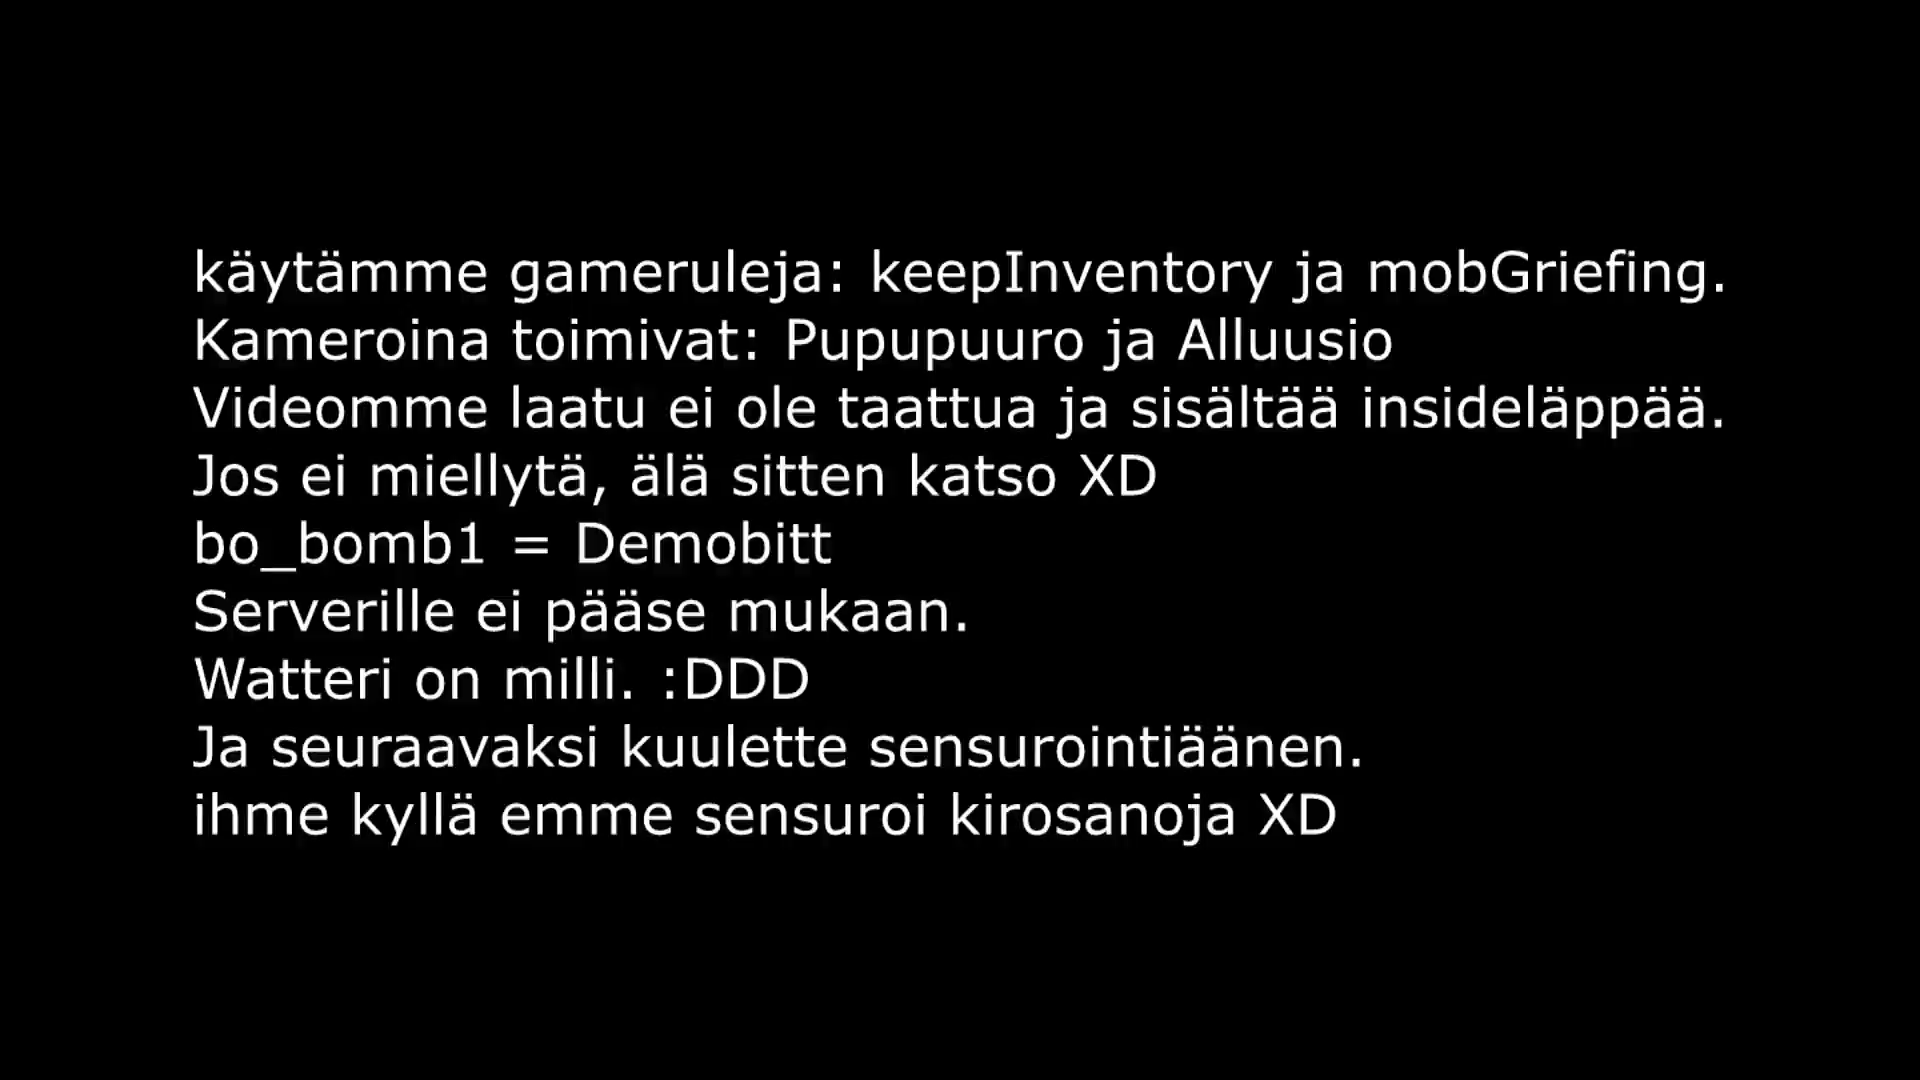 käytämme gameruleja: keepInventory ja mobGriefing.
Kameroina toimivat: Pupupuuro ja Alluusio
Videomme laatu ei ole taattua ja sisältää insideläppää.
Jos ei miellytä, älä sitten katso XD
bo_bomb1 = Demobitt
Serverille ei pääse mukaan.
Watteri on milli. :DDD
Ja seuraavaksi kuulette sensurointiäänen.
ihme kyllä emme sensuroi kirosanoja XD